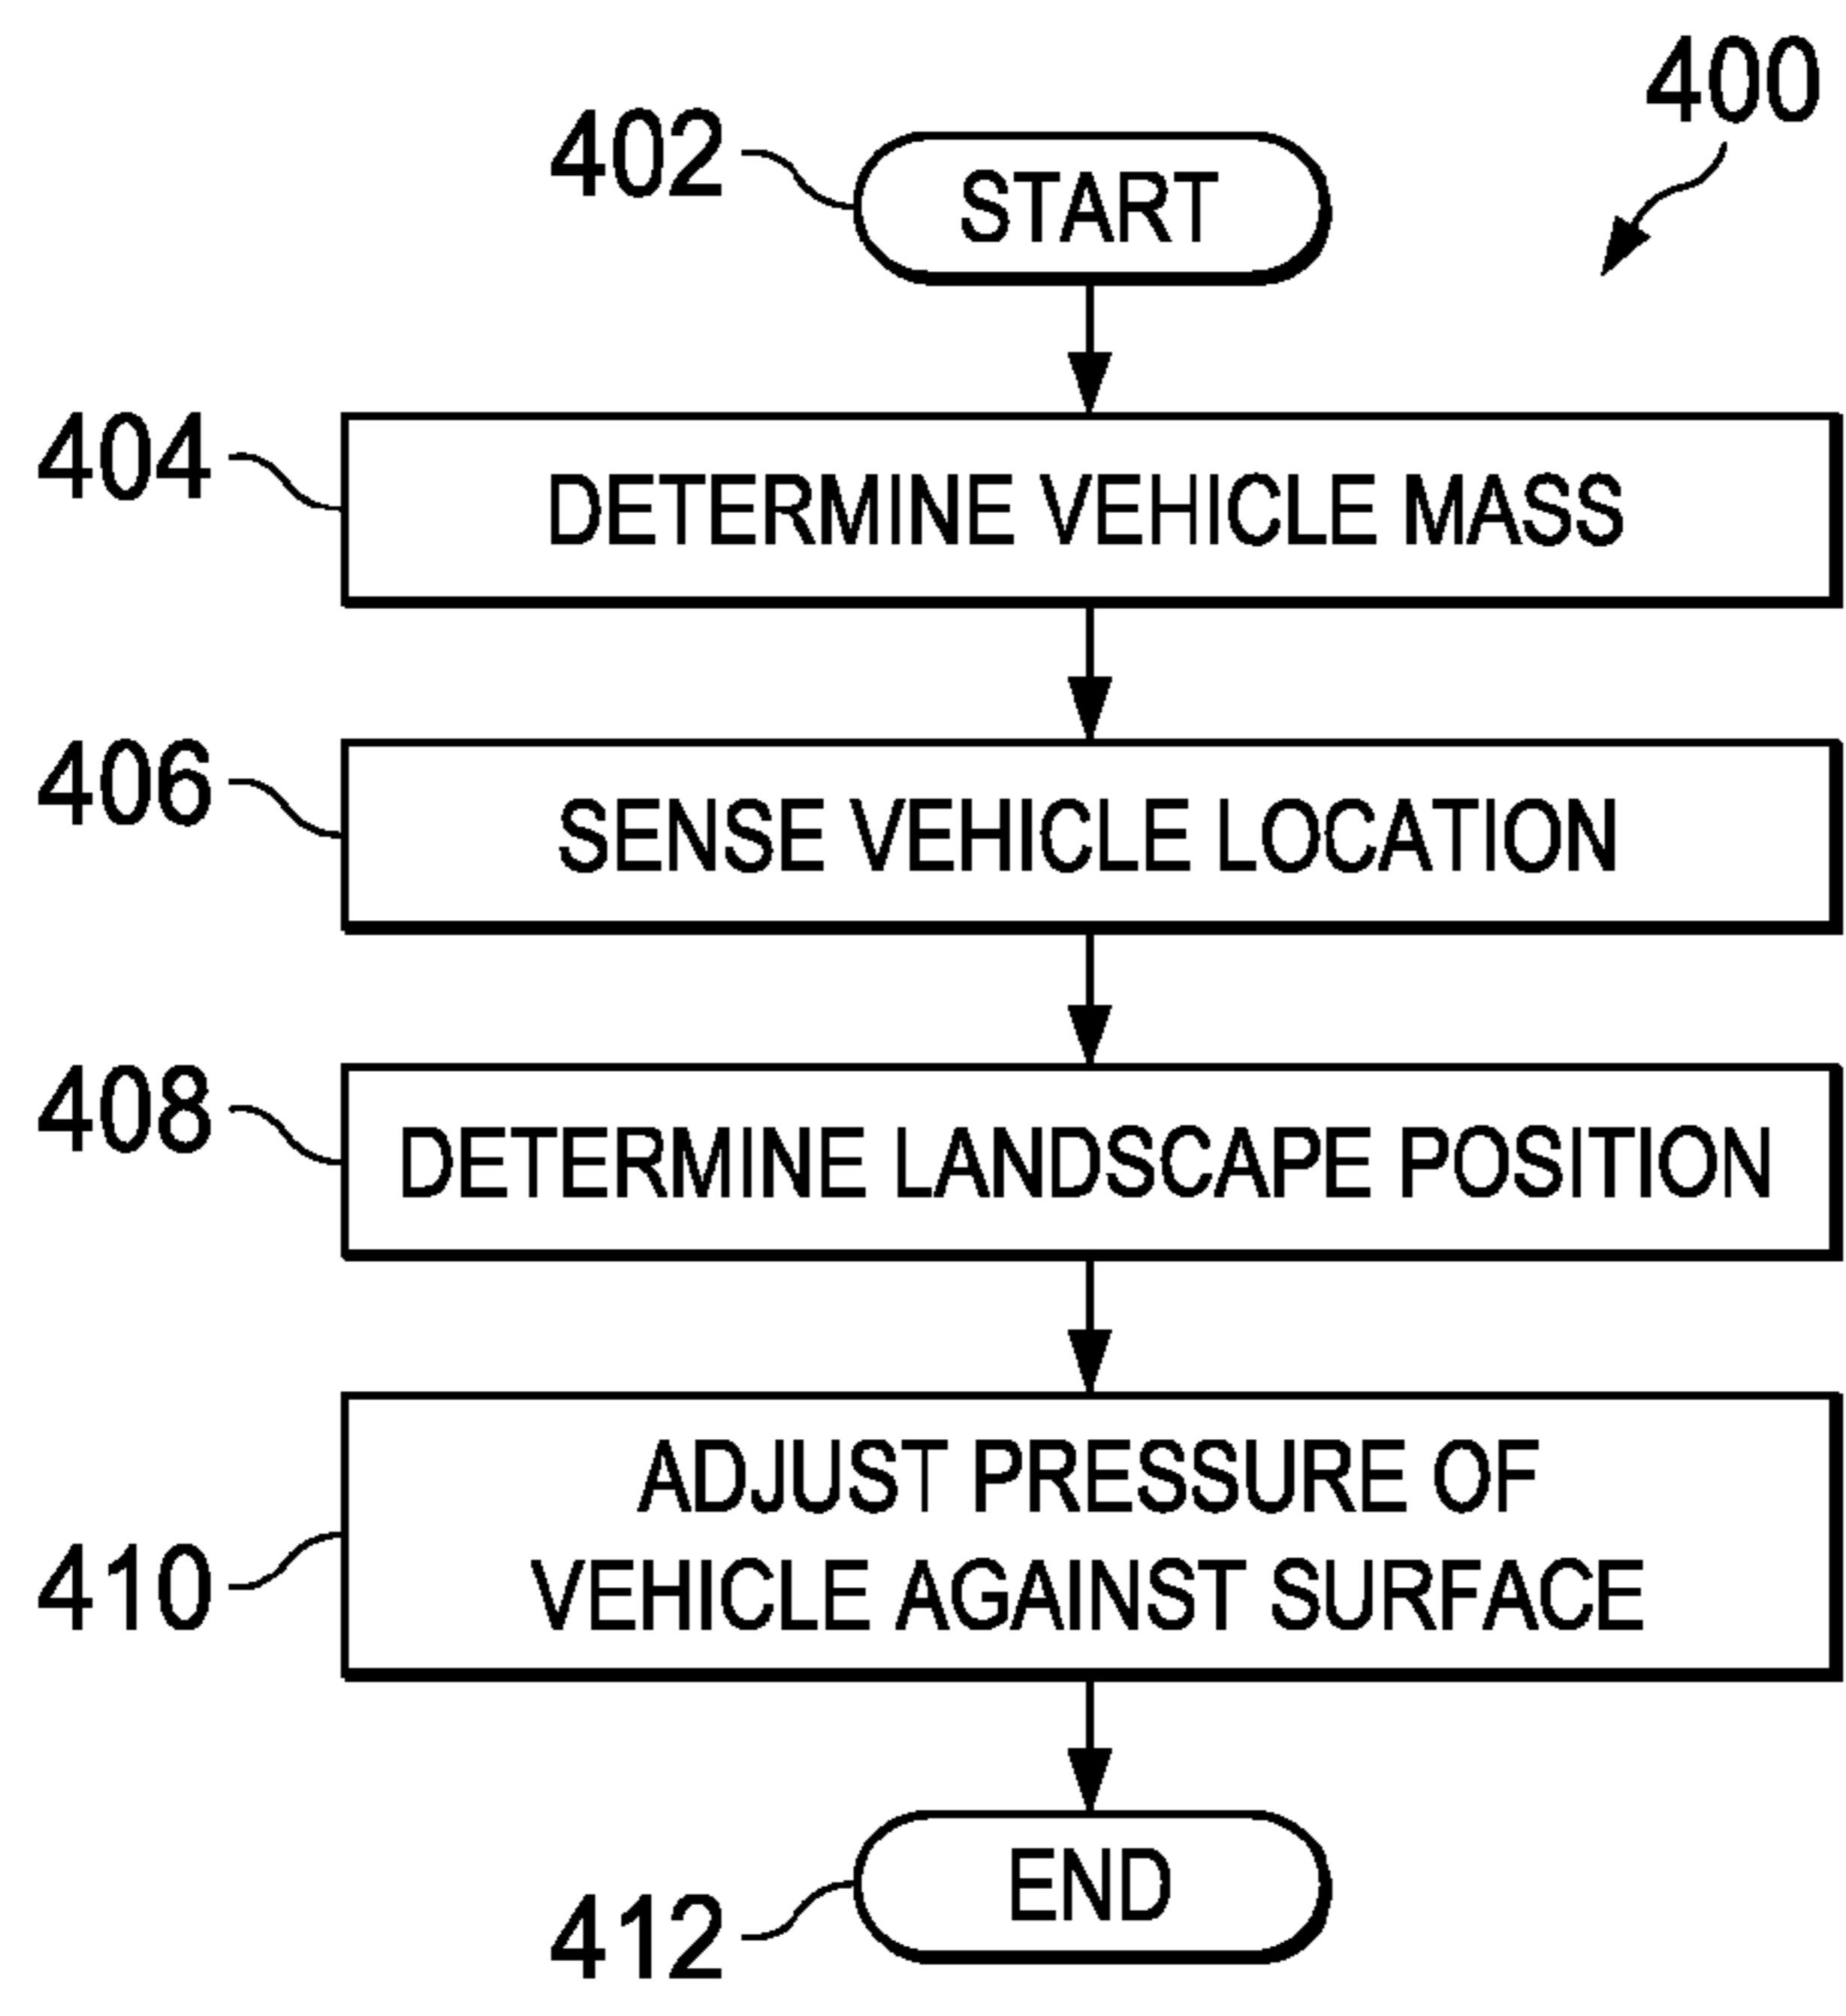 400
402
START
404
DETERMINE VEHICLE MASS
406
SENSE VEHICLE LOCATION
408
DETERMINE LANDSCAPE POSITION
ADJUST PRESSURE OF
410
VEHICLE AGAINST SURFACE
END
412